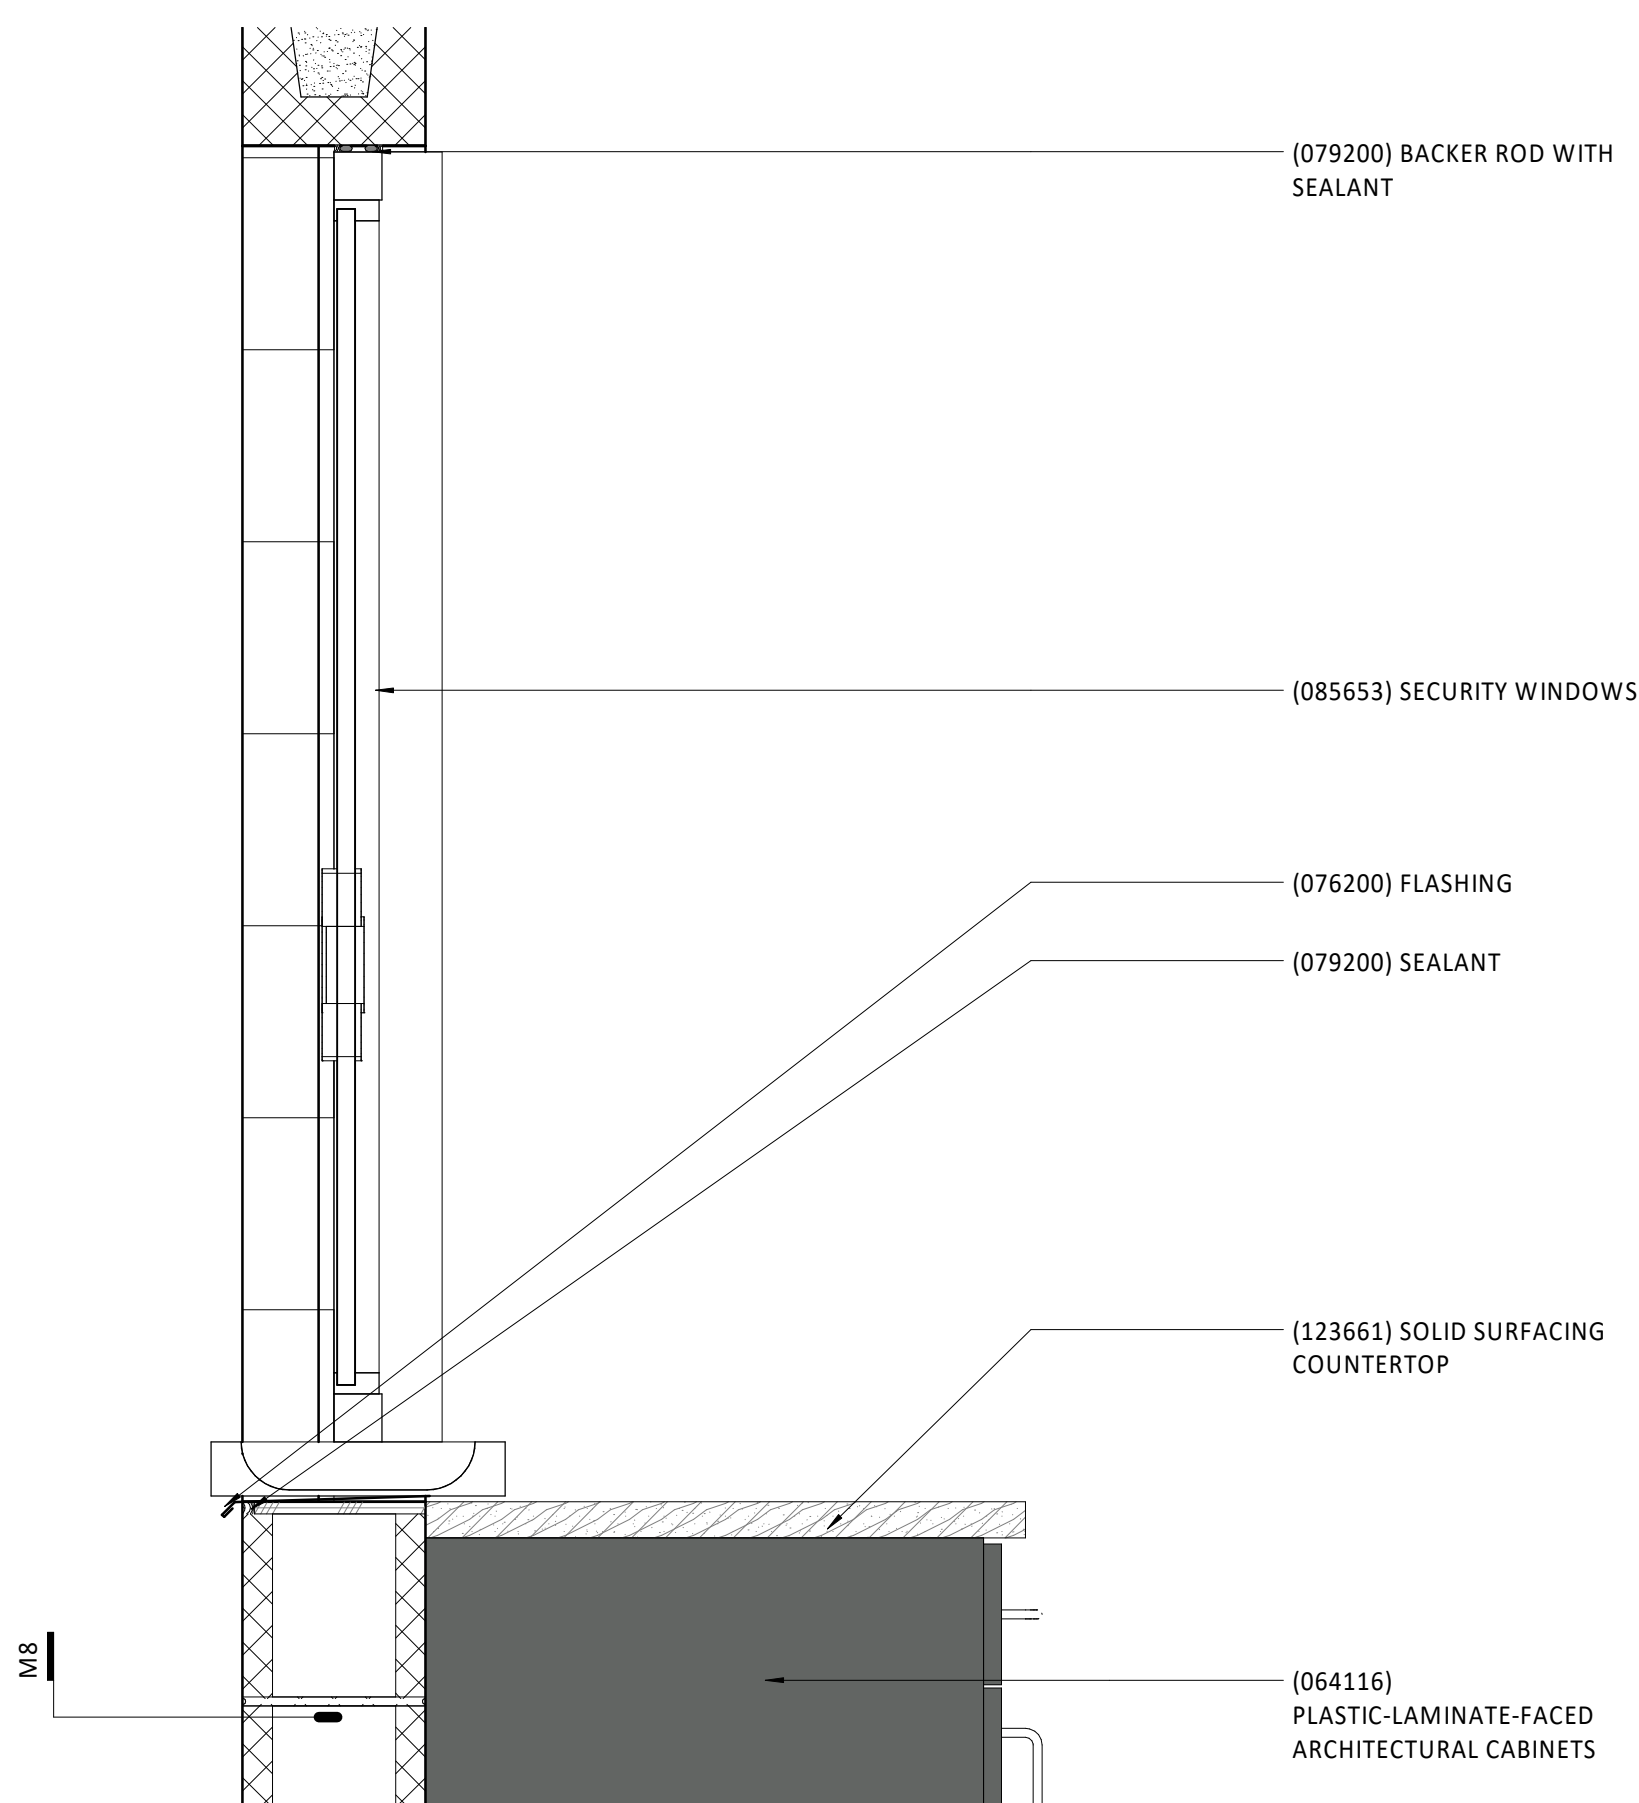 (079200) BACKER ROD WITH
SEALANT
(085653) SECURITY WINDOWS
(076200) FLASHING
(079200) SEALANT
(123661) SOLID SURFACING
COUNTERTOP
M8
(064116)
PLASTIC-LAMINATE-FACED
ARCHITECTURAL CABINETS